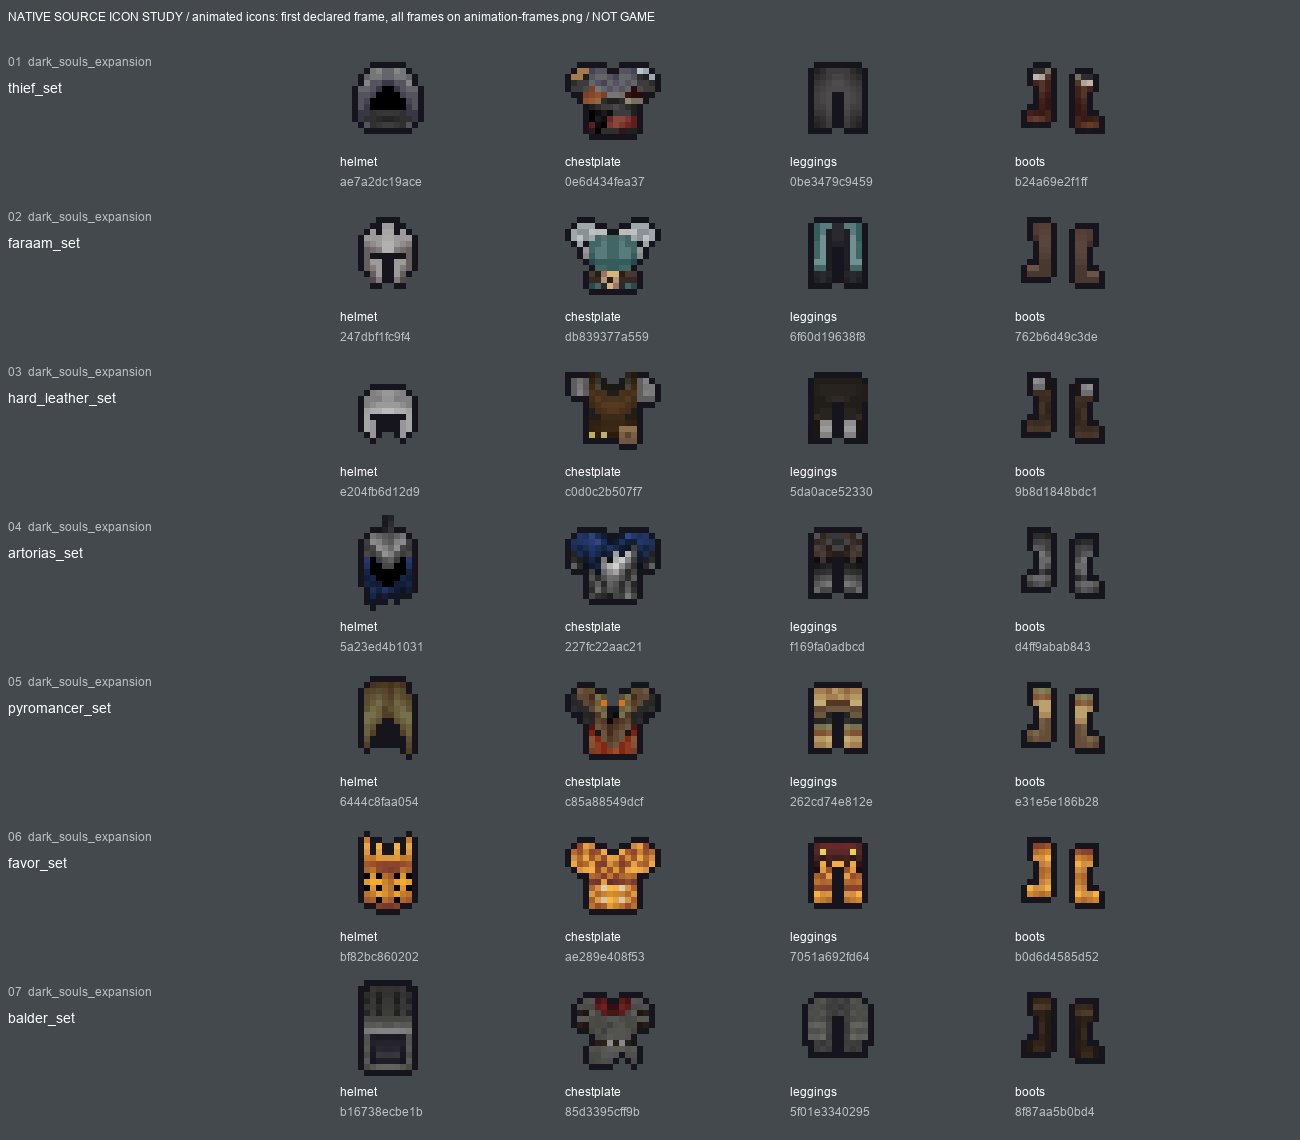 NATIVE SOURCE ICON STUDY / animated icons: first declared frame, all frames on animation-frames.png / NOT GAME
01 dark_souls_expansion
thief_set
helmet chestplate leggings boots
ae7a2dc19ace 0e6d434fea37 0be3479c9459 b24a69e2f1ff
02 dark_souls_expansion
faraam_set
helmet chestplate leggings boots
247dbf1fc9f4 db839377a559 6f60d19638f8 762b6d49c3de
03 dark_souls_expansion
hard_leather_set
helmet chestplate leggings boots
e204fb6d12d9 c0d0c2b507f7 5da0ace52330 9b8d1848bdc1
04 dark_souls_expansion
artorias_set
helmet chestplate leggings boots
5a23ed4b1031 227fc22aac21 f169fa0adbcd d4ff9abab843
05 dark_souls_expansion
pyromancer_set
helmet chestplate leggings boots
6444c8faa054 c85a88549dcf 262cd74e812e e31e5e186b28
06 dark_souls_expansion
favor_set
helmet chestplate leggings boots
bf82bc860202 ae289e408f53 7051a692fd64 b0d6d4585d52
07 dark_souls_expansion
balder_set
helmet chestplate leggings boots
b16738ecbe1b 85d3395cff9b 5f01e3340295 8f87aa5b0bd4